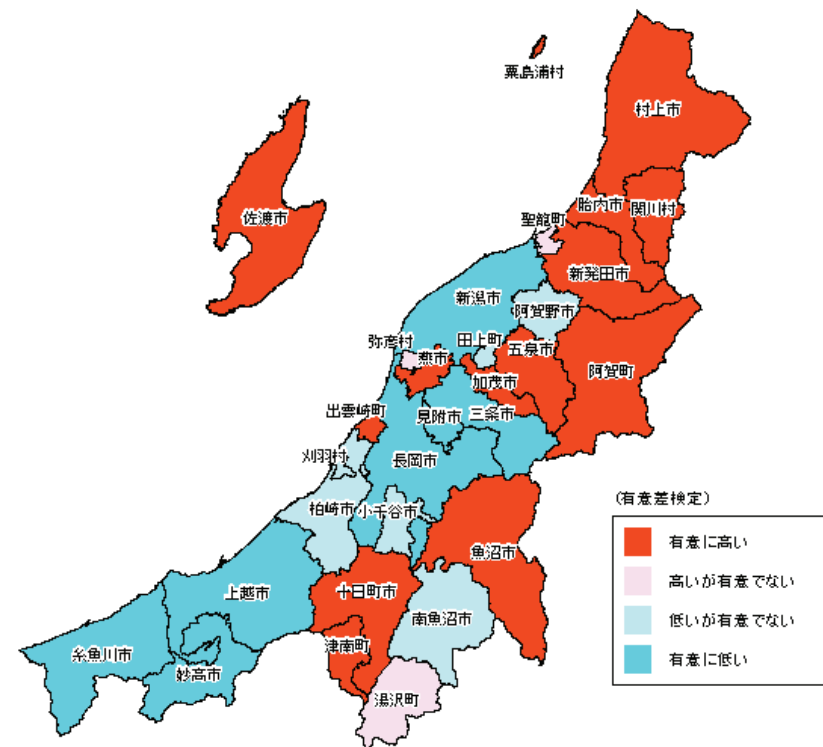 粟島浦村
村上市
佐渡市
胎内市
関川村
聖籠町
新発田市
新潟市
阿賀野市
弥彦村
田上町
五泉市
燕市
阿賀町
加茂市
出雲崎町
見附市
三条市
刈羽村
長岡市
柏崎市
小千谷市
魚沼市
上越市
十日町市
南魚沼市
糸魚川市
妙高市
津南町
湯沢町
(有意差検定)
有意に高い
高いが有意でない
低いが有意でない
有意に低い